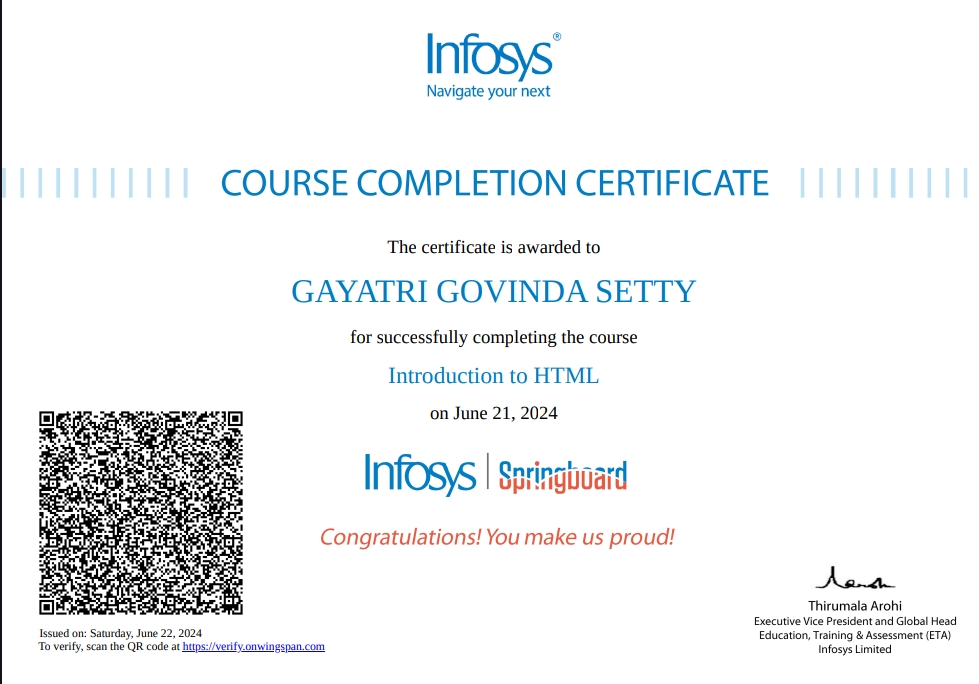 Infosys®
Navigate your next
COURSE COMPLETION CERTIFICATE
The certificate is awarded to
GAYATRI GOVINDA SETTY
for successfully completing the course
Introduction to HTML
on June 21, 2024
Infosys | Springboard
Congratulations! You make us proud!
Issued on: Saturday, June 22, 2024
To verify, scan the QR code at https://verify.onwingspan.com
Thirumala Arohi
Executive Vice President and Global Head
Education, Training & Assessment (ETA)
Infosys Limited